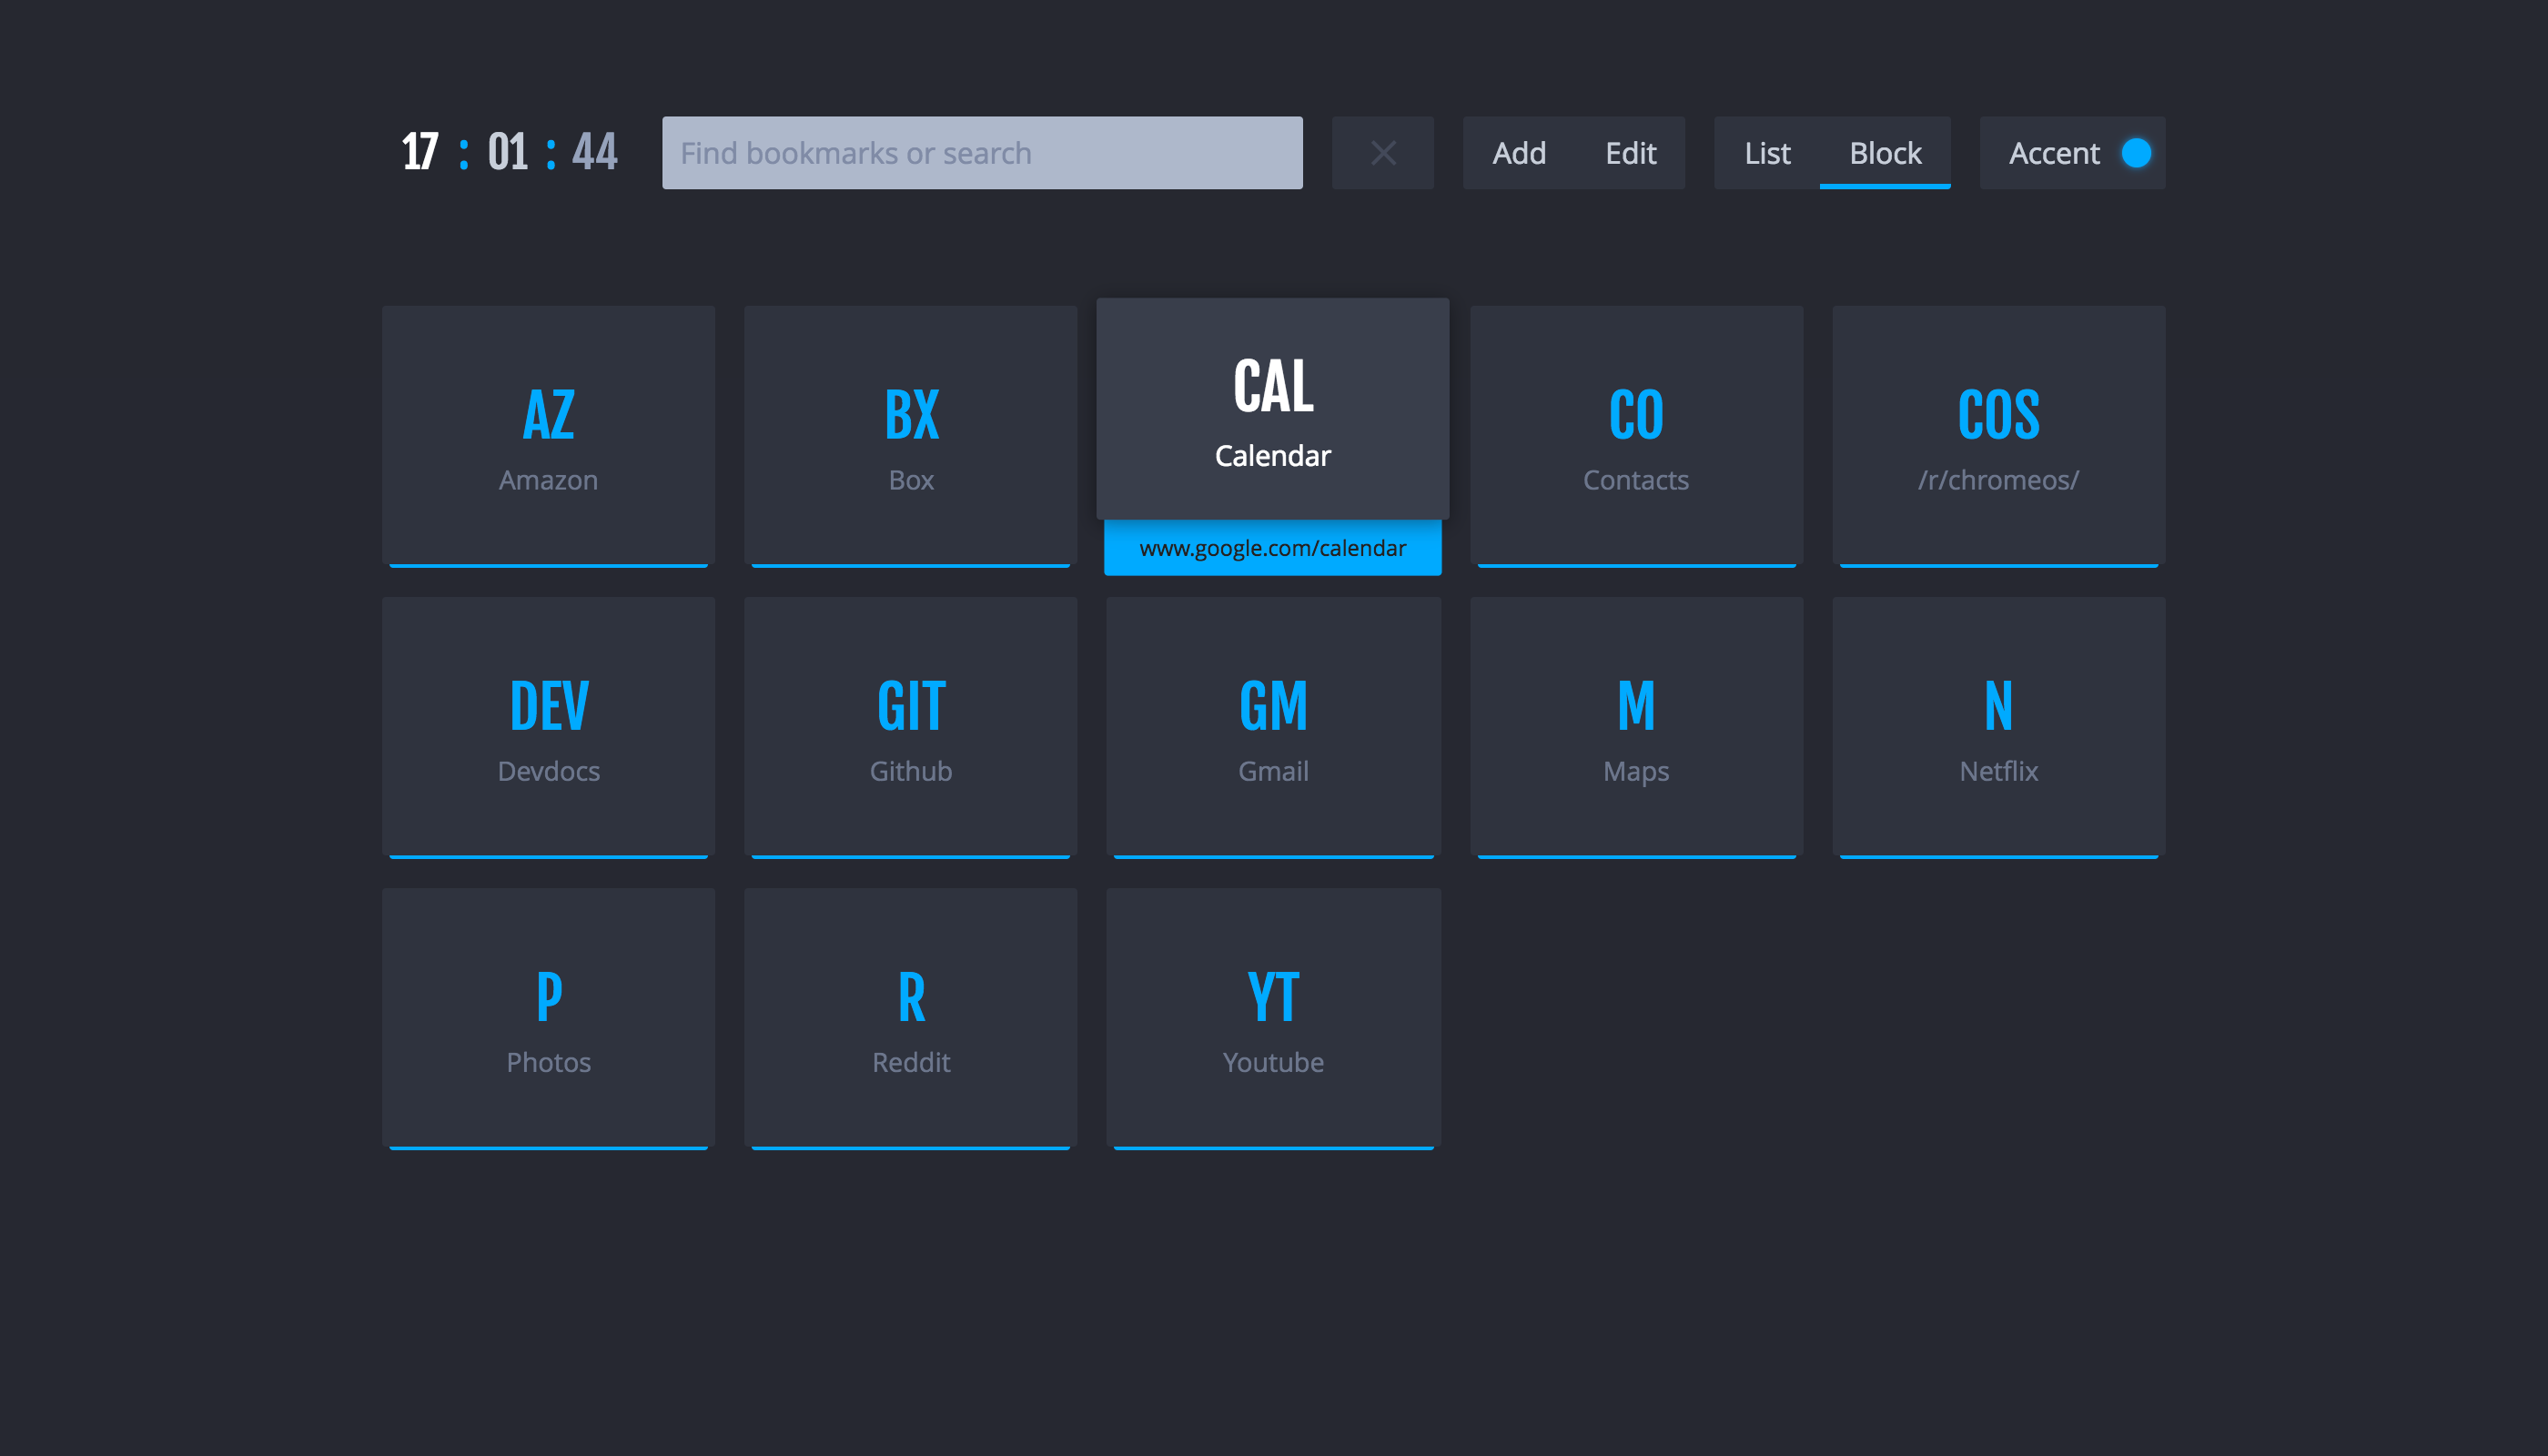 17 : 01 : 44 Find bookmarks or search Add Edit List Block Accent
AZ BX CAL CO COS
Amazon Box Calendar Contacts /r/chromeos/
www.google.com/calendar
DEV GIT GM M N
Devdocs Github Gmail Maps Netflix
P R YT
Photos Reddit Youtube